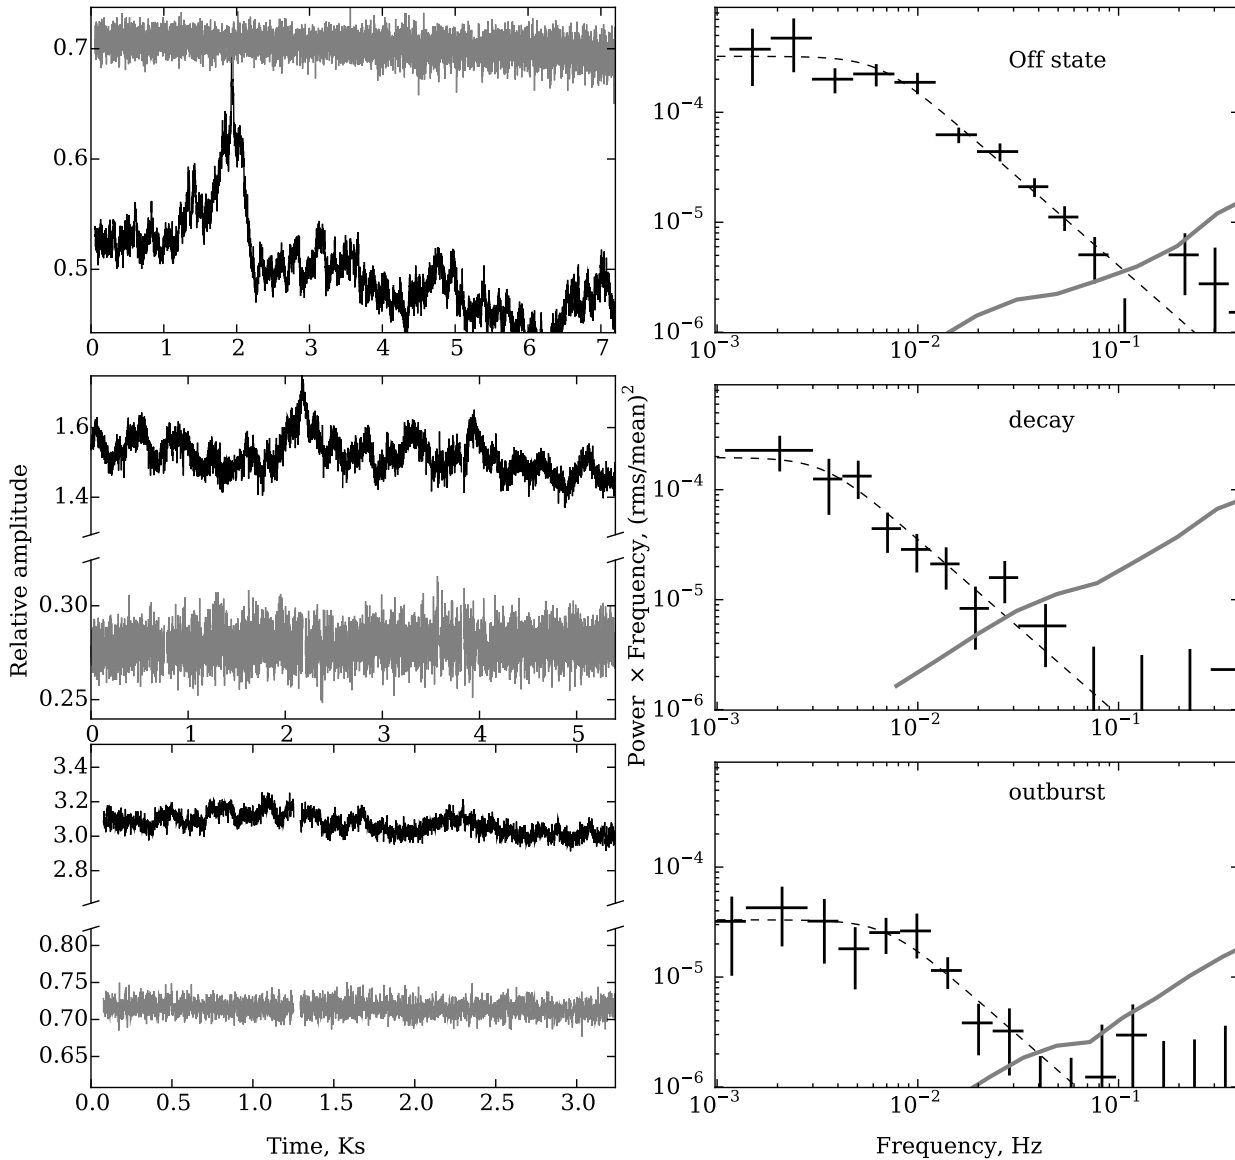 0.7
0.6
0.5
0 1 2 3 4 5 6 7
Off state
10⁻⁴
10⁻⁵
10⁻⁶
10⁻³ 10⁻² 10⁻¹
Relative amplitude
1.6
1.4
0.30
0.25
0 1 2 3 4 5
Power × Frequency, (rms/mean)²
decay
10⁻⁴
10⁻⁵
10⁻⁶
10⁻³ 10⁻² 10⁻¹
3.4
3.2
3.0
2.8
0.80
0.75
0.70
0.65
0.0 0.5 1.0 1.5 2.0 2.5 3.0
Time, Ks
outburst
10⁻⁴
10⁻⁵
10⁻⁶
10⁻³ 10⁻² 10⁻¹
Frequency, Hz